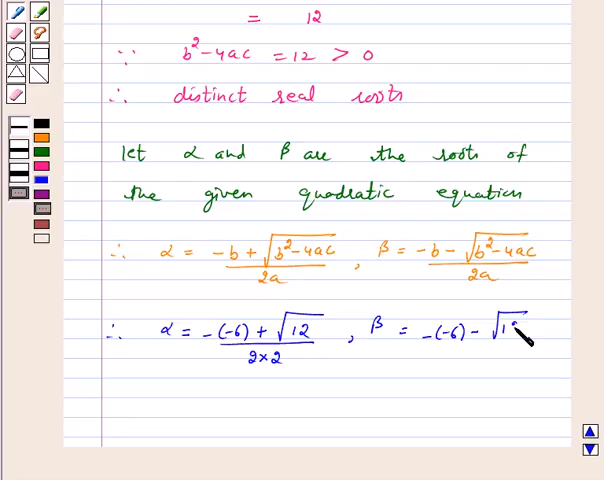 = 12
∵ b²-4ac = 12 > 0
∴ distinct real roots
let α and β are the roots of
the given quadratic equation
∴ α = -b + √b²-4ac / 2a , β = -b - √b²-4ac / 2a
∴ α = -(-6) + √12 / 2×2 , β = -(-6) - √1